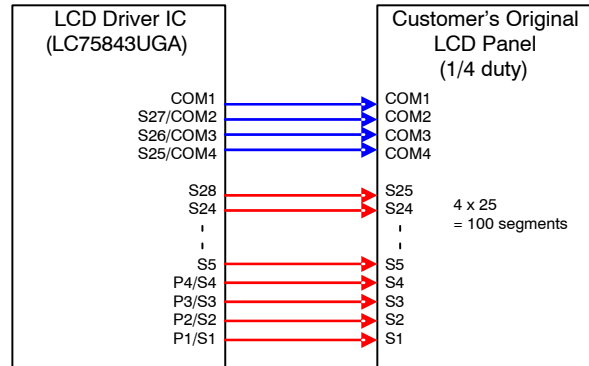 LCD Driver IC
(LC75843UGA)
COM1
S27/COM2
S26/COM3
S25/COM4
S28
S24
S5
P4/S4
P3/S3
P2/S2
P1/S1
Customer's Original
LCD Panel
(1/4 duty)
COM1
COM2
COM3
COM4
S25
S24
S5
S4
S3
S2
S1
4 x 25
= 100 segments